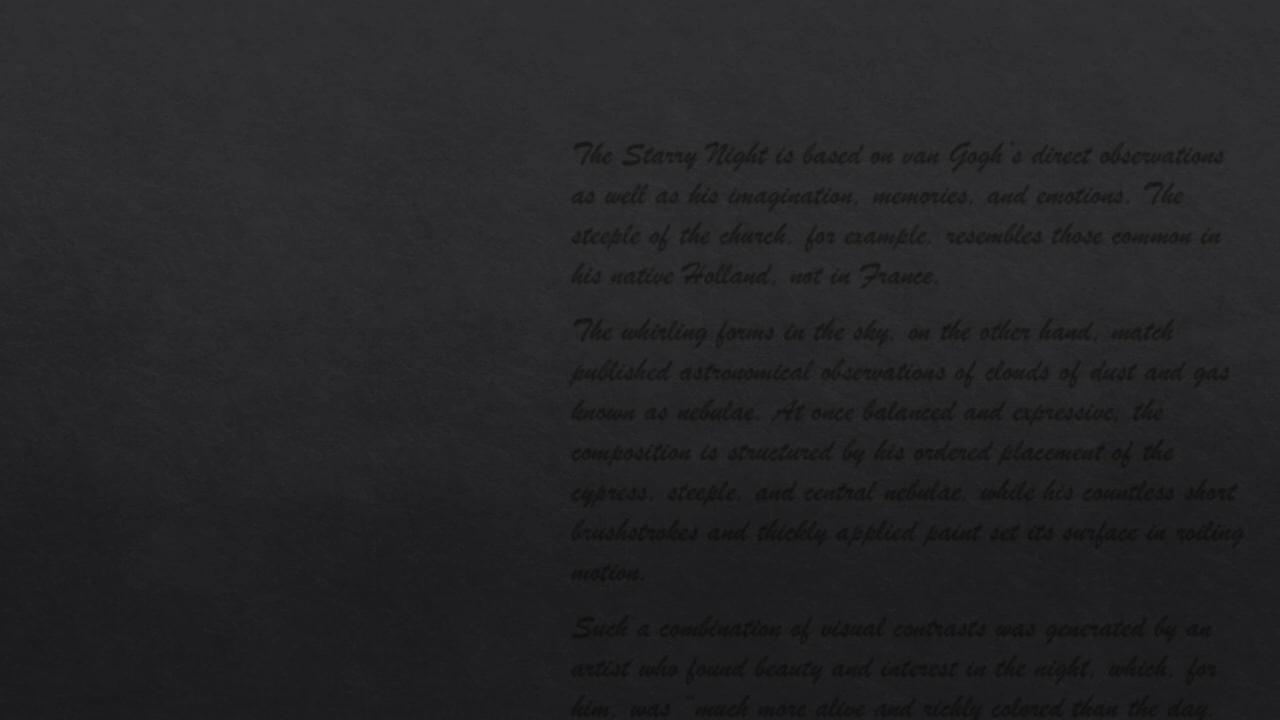 The Starry Night is based on van Gogh's direct observations
as well as his imagination, memories, and emotions. The
steeple of the church, for example, resembles those common in
his native Holland, not in France.
The whirling forms in the sky, on the other hand, match
published astronomical observations of clouds of dust and gas
known as nebulae. At once balanced and expressive, the
composition is structured by his ordered placement of the
cypress, steeple, and central nebulae, while his countless short
brushstrokes and thickly applied paint set its surface in roiling
motion.
Such a combination of visual contrasts was generated by an
artist who found beauty and interest in the night, which, for
him, was “much more alive and richly colored than the day.